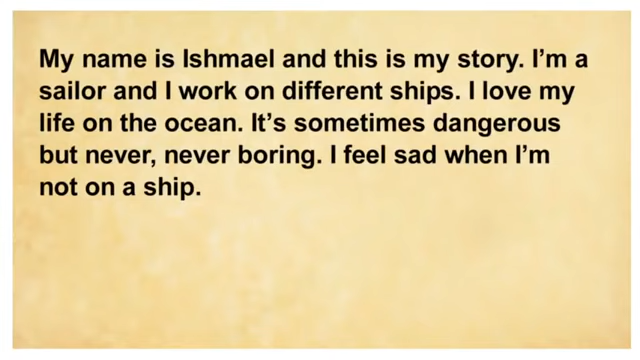 My name is Ishmael and this is my story. I’m a
sailor and I work on different ships. I love my
life on the ocean. It’s sometimes dangerous
but never, never boring. I feel sad when I’m
not on a ship.